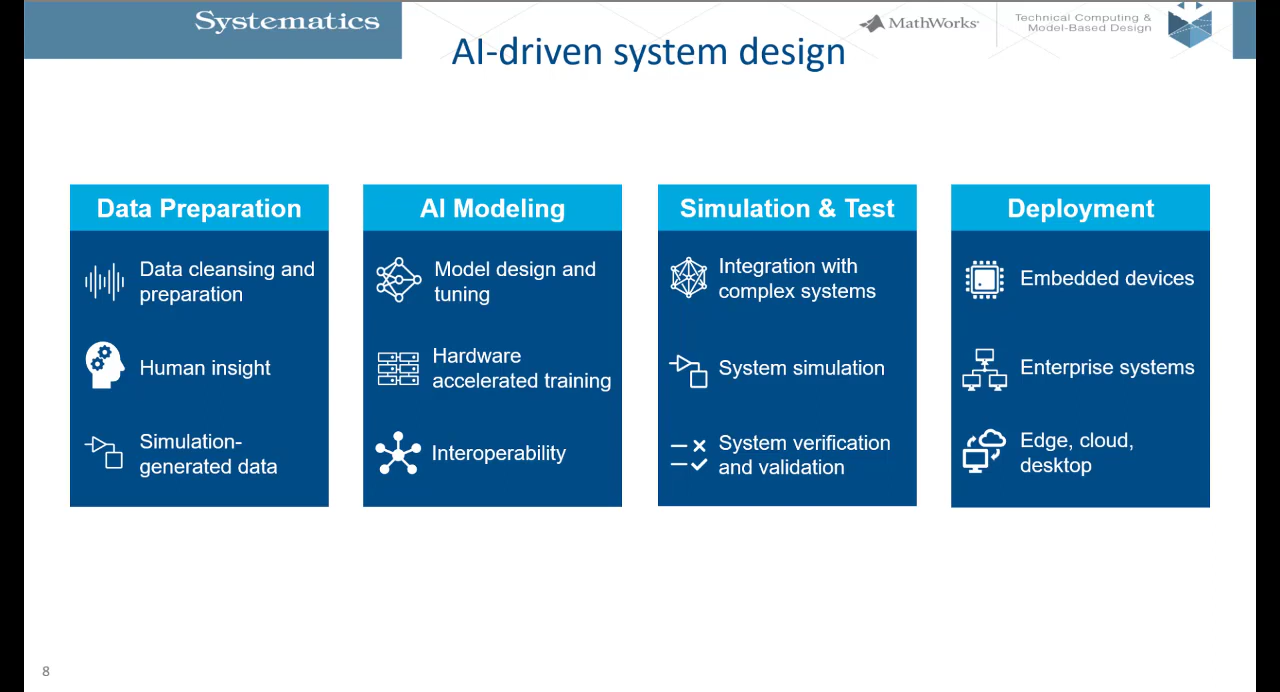 Systematics
MathWorks
Technical Computing &
Model-Based Design
AI-driven system design
Data Preparation
Data cleansing and
preparation
Human insight
Simulation-
generated data
AI Modeling
Model design and
tuning
Hardware
accelerated training
Interoperability
Simulation & Test
Integration with
complex systems
System simulation
System verification
and validation
Deployment
Embedded devices
Enterprise systems
Edge, cloud,
desktop
8